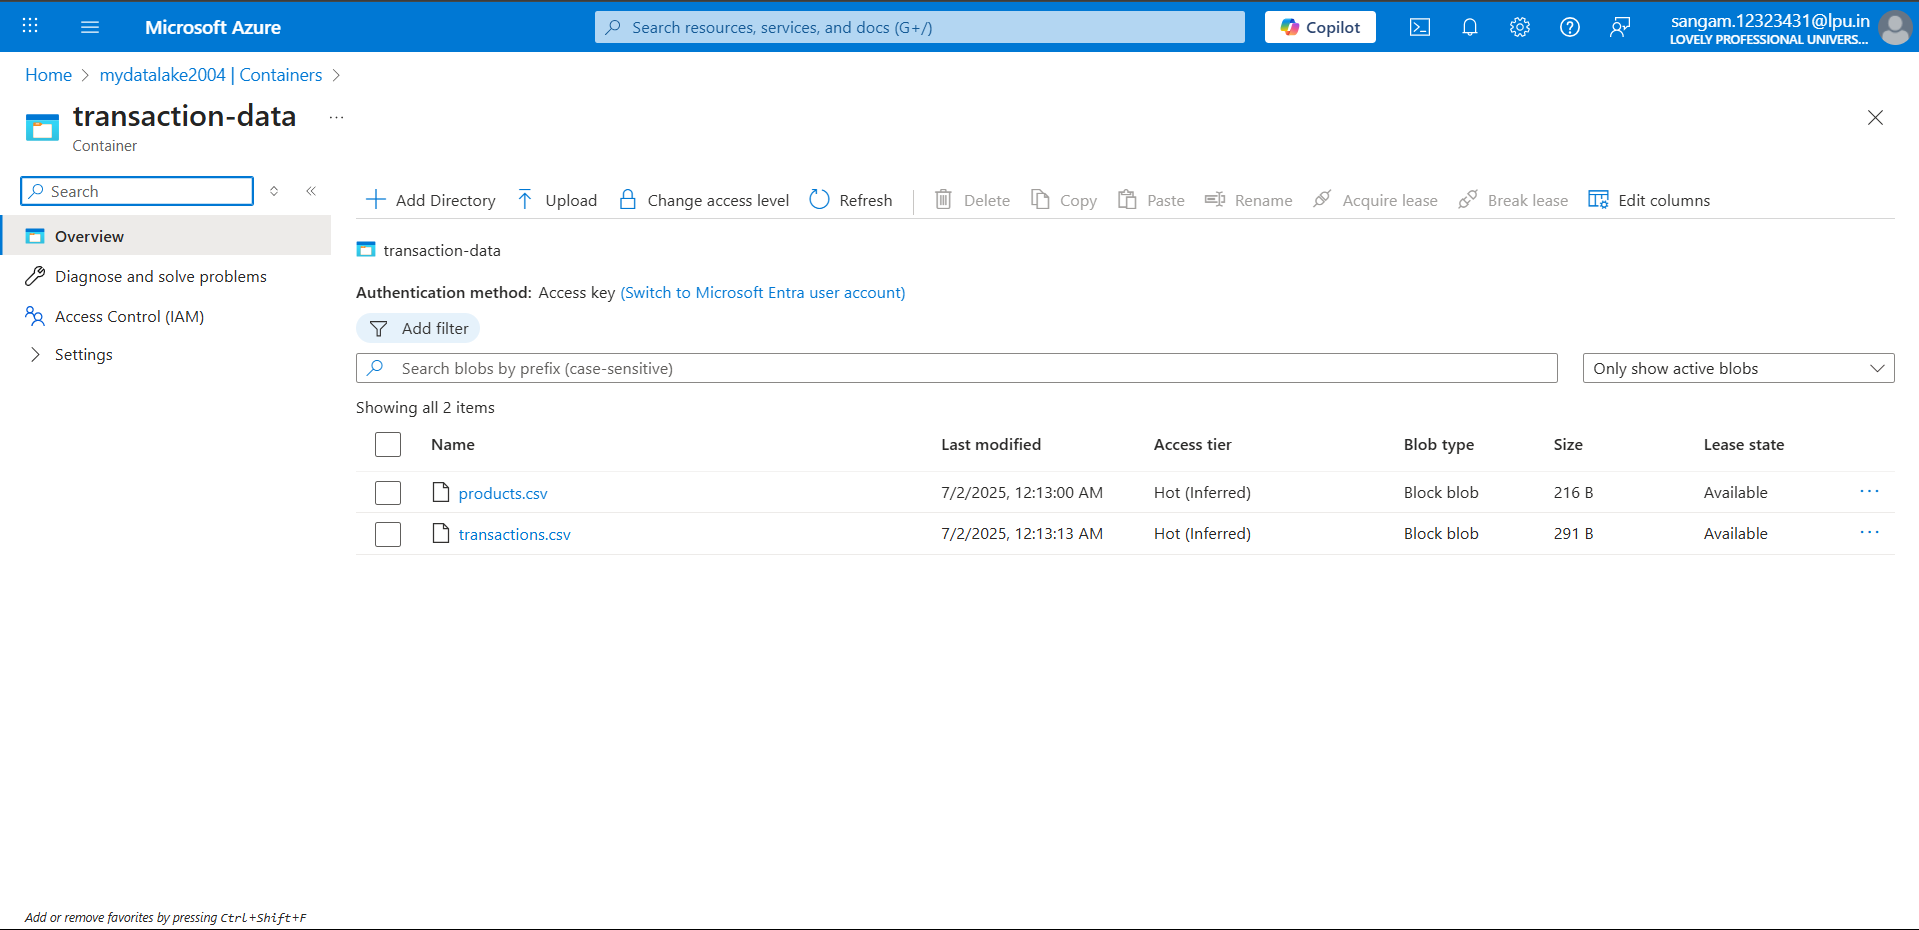 Microsoft Azure
Search resources, services, and docs (G+/)
Copilot
sangam.12323431@lpu.in
LOVELY PROFESSIONAL UNIVERS...
Home > mydatalake2004 | Containers >
transaction-data ...
Container
Search
Add Directory Upload Change access level Refresh Delete Copy Paste Rename Acquire lease Break lease Edit columns
Overview
Diagnose and solve problems
Access Control (IAM)
Settings
transaction-data
Authentication method: Access key (Switch to Microsoft Entra user account)
Add filter
Search blobs by prefix (case-sensitive)
Only show active blobs
Showing all 2 items
Name Last modified Access tier Blob type Size Lease state
products.csv 7/2/2025, 12:13:00 AM Hot (Inferred) Block blob 216 B Available ...
transactions.csv 7/2/2025, 12:13:13 AM Hot (Inferred) Block blob 291 B Available ...
Add or remove favorites by pressing Ctrl+Shift+F